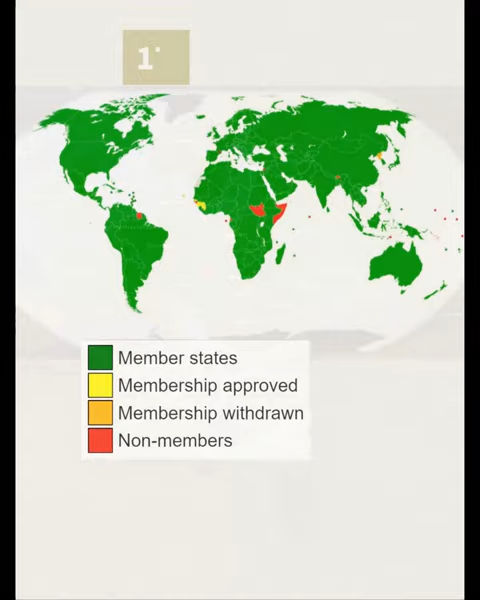 1
Member states
Membership approved
Membership withdrawn
Non-members